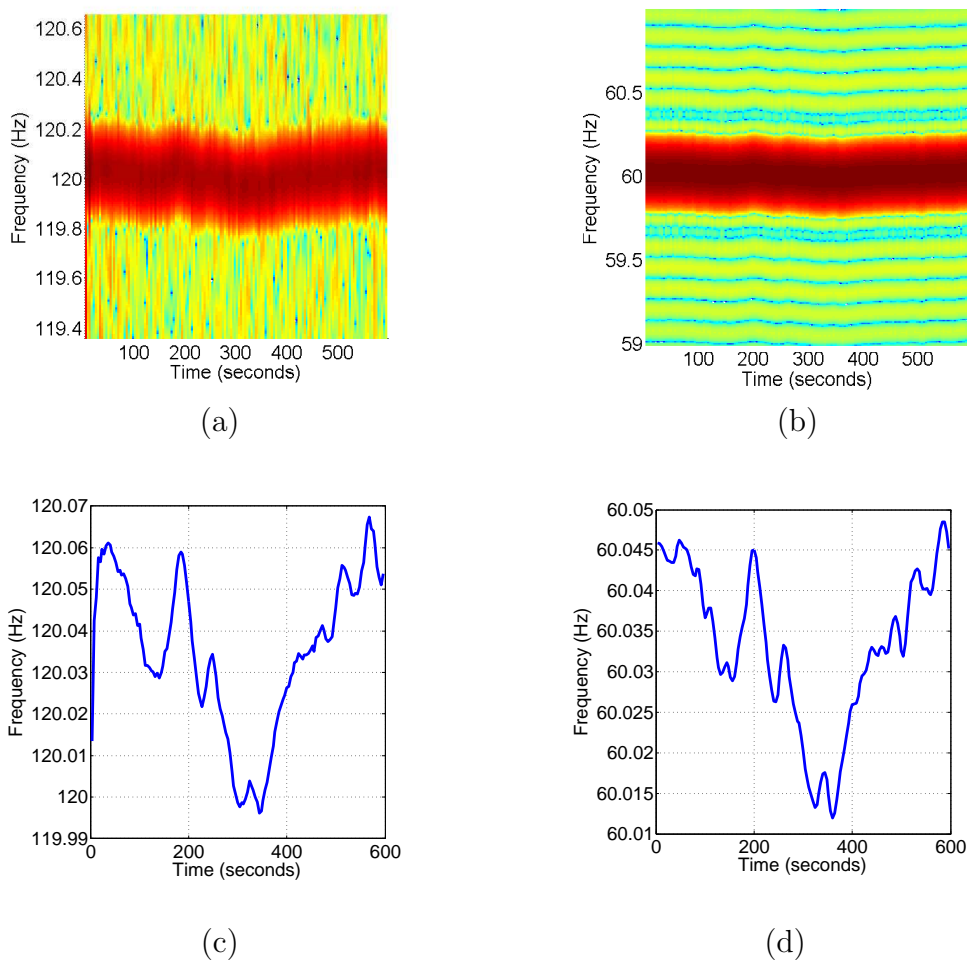 120.6
120.4
120.2
120
119.8
119.6
119.4
Frequency (Hz)
100 200 300 400 500
Time (seconds)
(a)
60.5
60
59.5
59
Frequency (Hz)
100 200 300 400 500
Time (seconds)
(b)
120.07
120.06
120.05
120.04
120.03
120.02
120.01
120
119.99
Frequency (Hz)
0 200 400 600
Time (seconds)
(c)
60.05
60.045
60.04
60.035
60.03
60.025
60.02
60.015
60.01
Frequency (Hz)
0 200 400 600
Time (seconds)
(d)